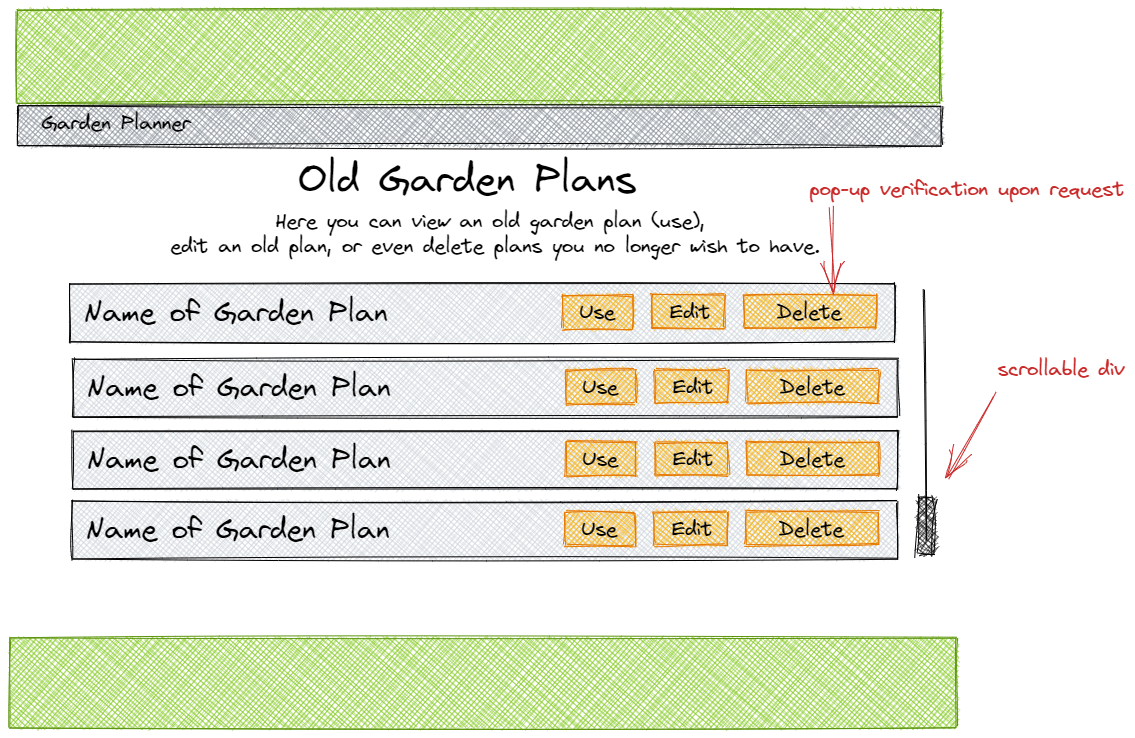 Garden Planner
Old Garden Plans
pop-up verification upon request
Here you can view an old garden plan (use),
edit an old plan, or even delete plans you no longer wish to have.
Name of Garden Plan Use Edit Delete
scrollable div
Name of Garden Plan Use Edit Delete
Name of Garden Plan Use Edit Delete
Name of Garden Plan Use Edit Delete